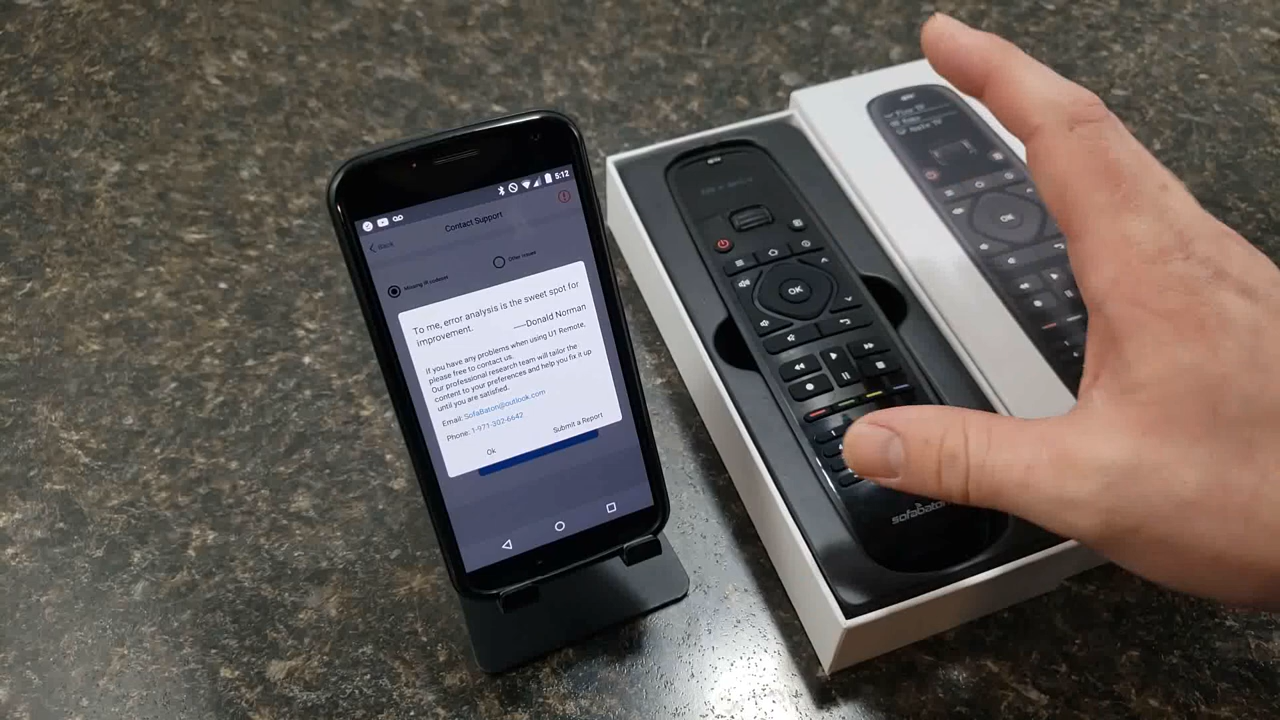 5:12
Back
Contact Support
Missing IR codeset
Other issues
To me, error analysis is the sweet spot for
improvement.
——Donald Norman
If you have any problems when using U1 Remote,
please free to contact us.
Our professional research team will tailor the
content to your preferences and help you fix it up
until you are satisfied.
Email: SofaBaton@outlook.com
Phone: 1-971-302-6642
Ok
Submit a Report
OK
sofabaton
OK